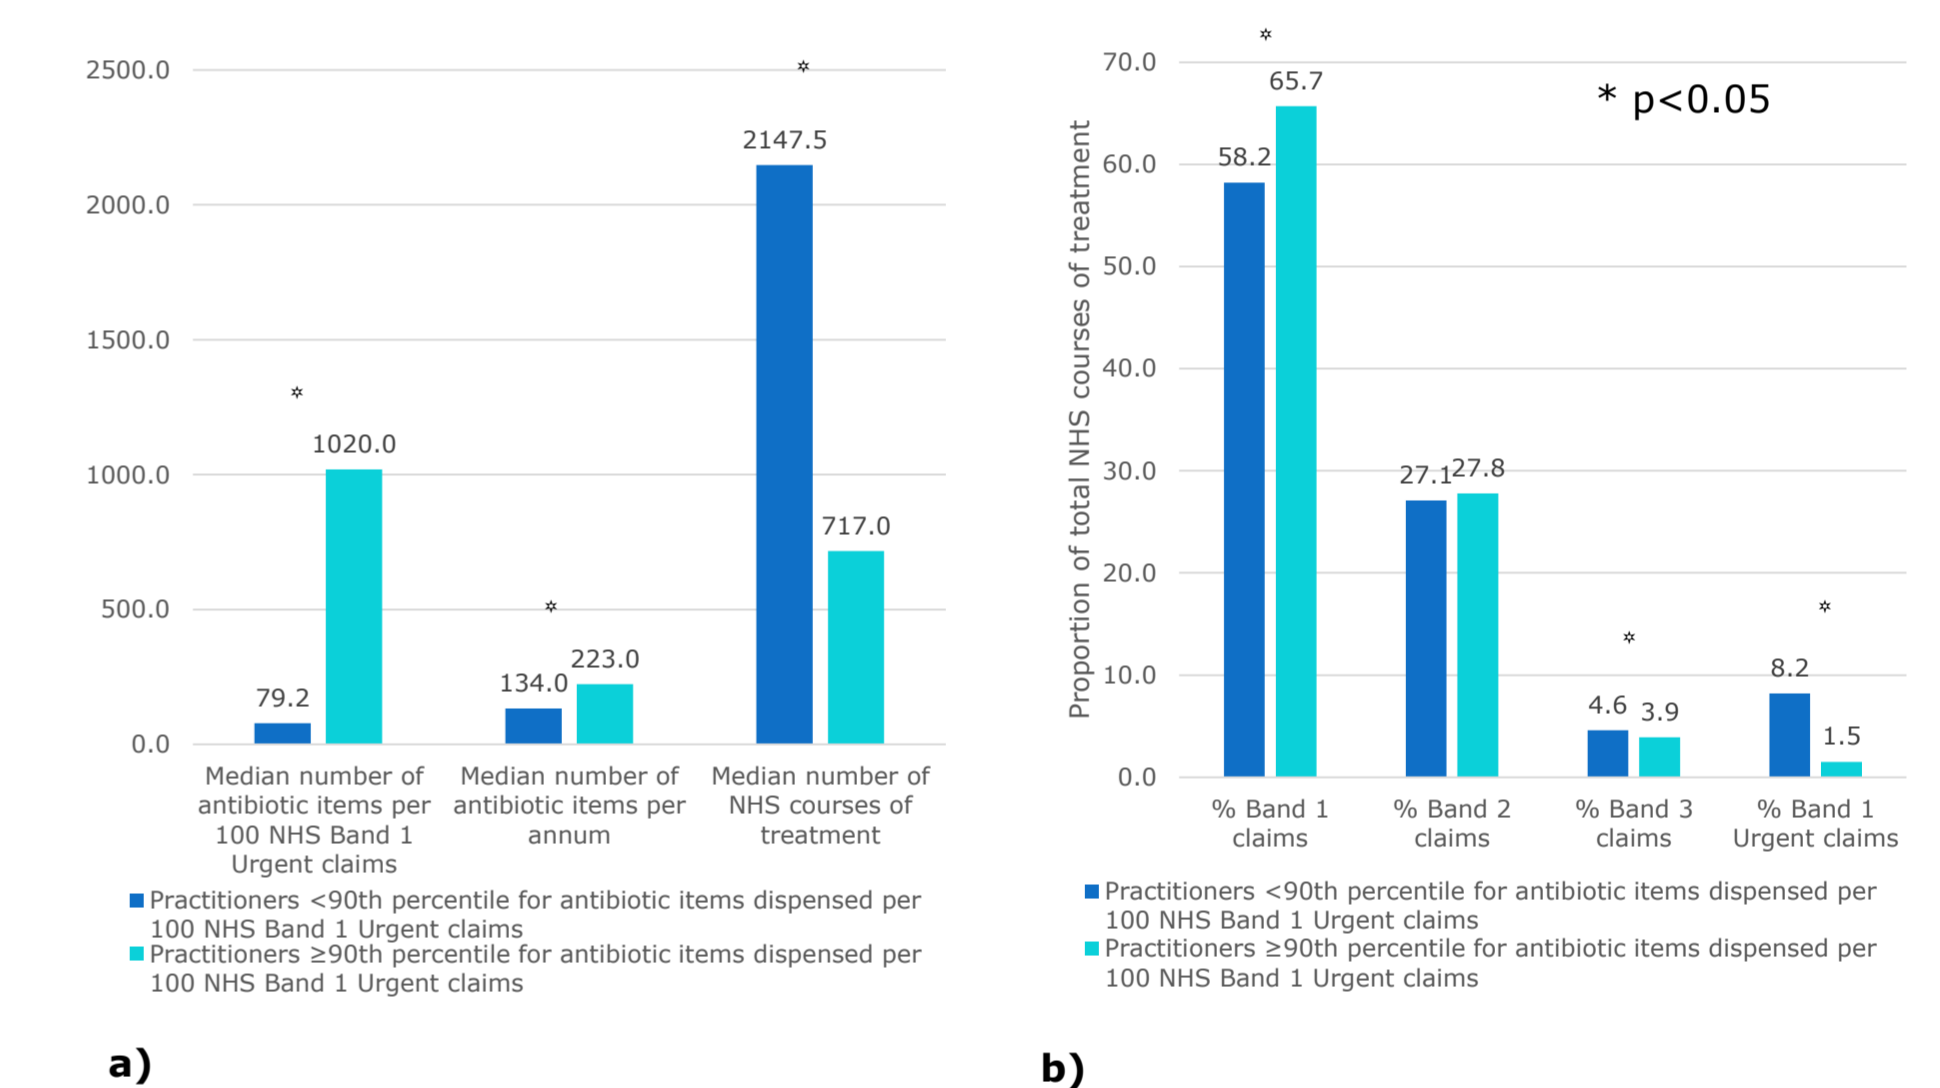 2500.0
2000.0
1500.0
1000.0
500.0
0.0
*
*
*
79.2
1020.0
134.0
223.0
2147.5
717.0
Median number of
antibiotic items per
100 NHS Band 1
Urgent claims
Median number of
antibiotic items per
annum
Median number of
NHS courses of
treatment
Practitioners <90th percentile for antibiotic items dispensed per
100 NHS Band 1 Urgent claims
Practitioners ≥90th percentile for antibiotic items dispensed per
100 NHS Band 1 Urgent claims
a)
Proportion of total NHS courses of treatment
70.0
60.0
50.0
40.0
30.0
20.0
10.0
0.0
* p<0.05
*
*
*
58.2
65.7
27.1
27.8
4.6
3.9
8.2
1.5
% Band 1
claims
% Band 2
claims
% Band 3
claims
% Band 1
Urgent claims
Practitioners <90th percentile for antibiotic items dispensed per
100 NHS Band 1 Urgent claims
Practitioners ≥90th percentile for antibiotic items dispensed per
100 NHS Band 1 Urgent claims
b)